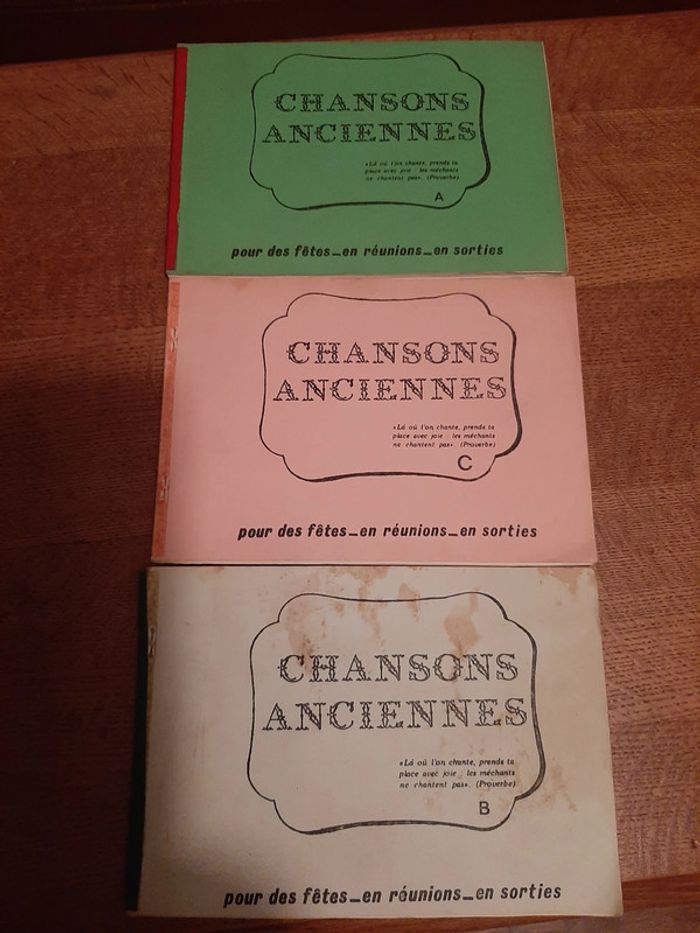 CHANSONS
ANCIENNES
«Là où l'on chante, prends ta
place avec joie : les méchants
ne chantent pas». (Proverbe)
A
pour des fêtes_en réunions_en sorties
CHANSONS
ANCIENNES
«Là où l'on chante, prends ta
place avec joie : les méchants
ne chantent pas». (Proverbe)
C
pour des fêtes_en réunions_en sorties
CHANSONS
ANCIENNES
«Là où l'on chante, prends ta
place avec joie : les méchants
ne chantent pas». (Proverbe)
B
pour des fêtes_en réunions_en sorties